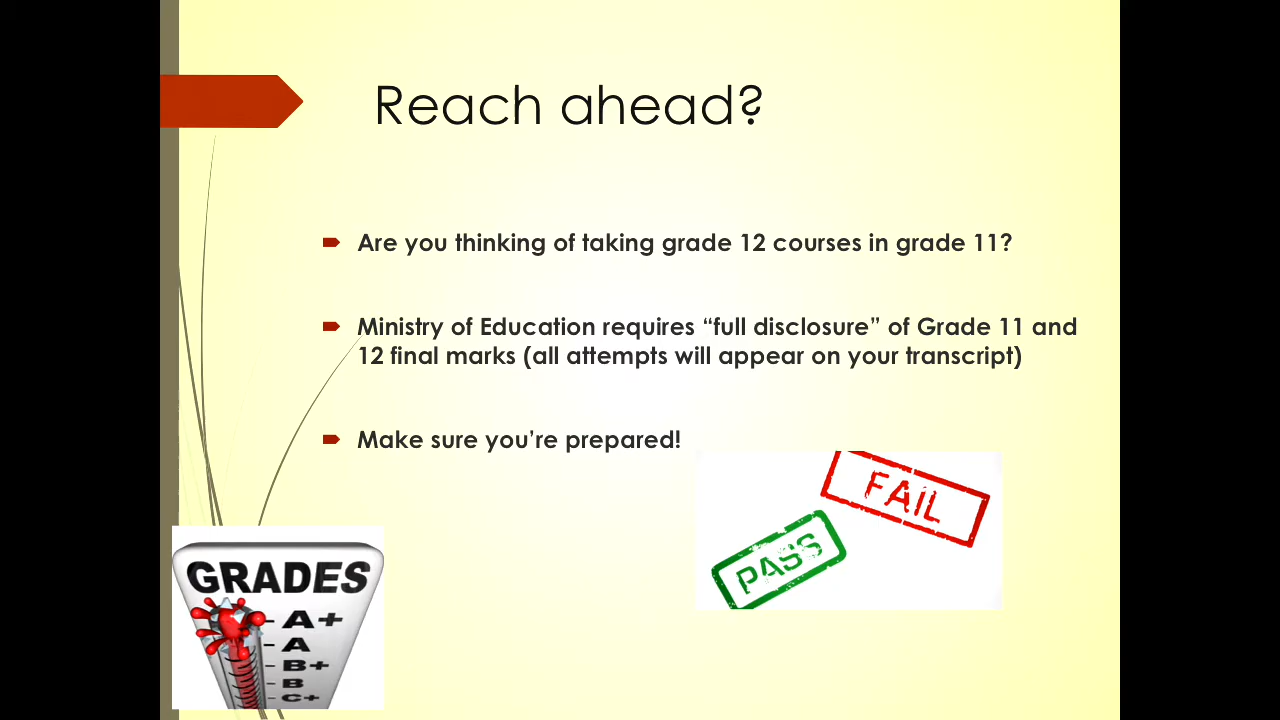 Reach ahead?
Are you thinking of taking grade 12 courses in grade 11?
Ministry of Education requires “full disclosure” of Grade 11 and
12 final marks (all attempts will appear on your transcript)
Make sure you’re prepared!
FAIL
PASS
GRADES
A+
A
B+
B
C+